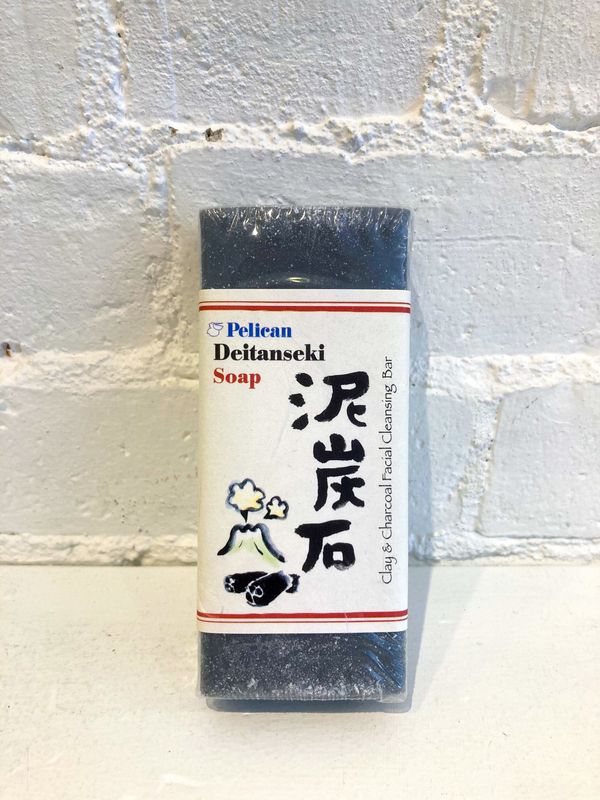 Pelican
Deitanseki
Soap
泥炭石
Clay & Charcoal Facial Cleansing Bar